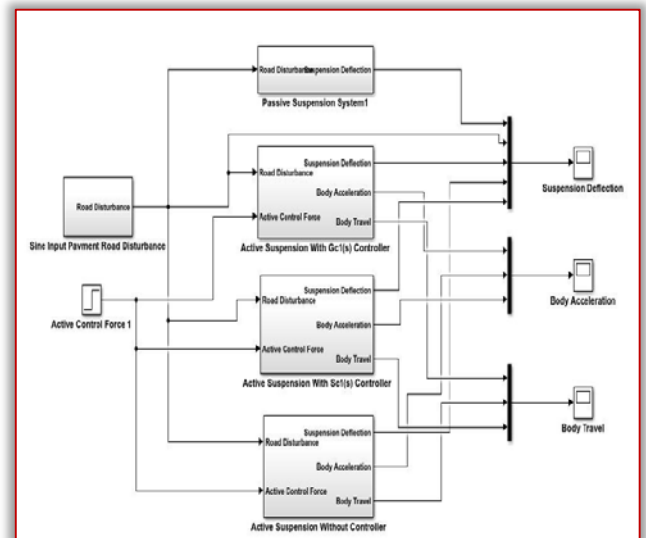 Road Disturbance
Suspension Deflection
Passive Suspension System1
Road Disturbance
Active Control Force
Suspension Deflection
Body Acceleration
Body Travel
Active Suspension With Gc1(s) Controller
Road Disturbance
Sine Input Pavment Road Disturbance
Active Control Force 1
Road Disturbance
Active Control Force
Suspension Deflection
Body Acceleration
Body Travel
Active Suspension With Sc1(s) Controller
Road Disturbance
Active Control Force
Suspension Deflection
Body Acceleration
Body Travel
Active Suspension Without Controller
Suspension Deflection
Body Acceleration
Body Travel